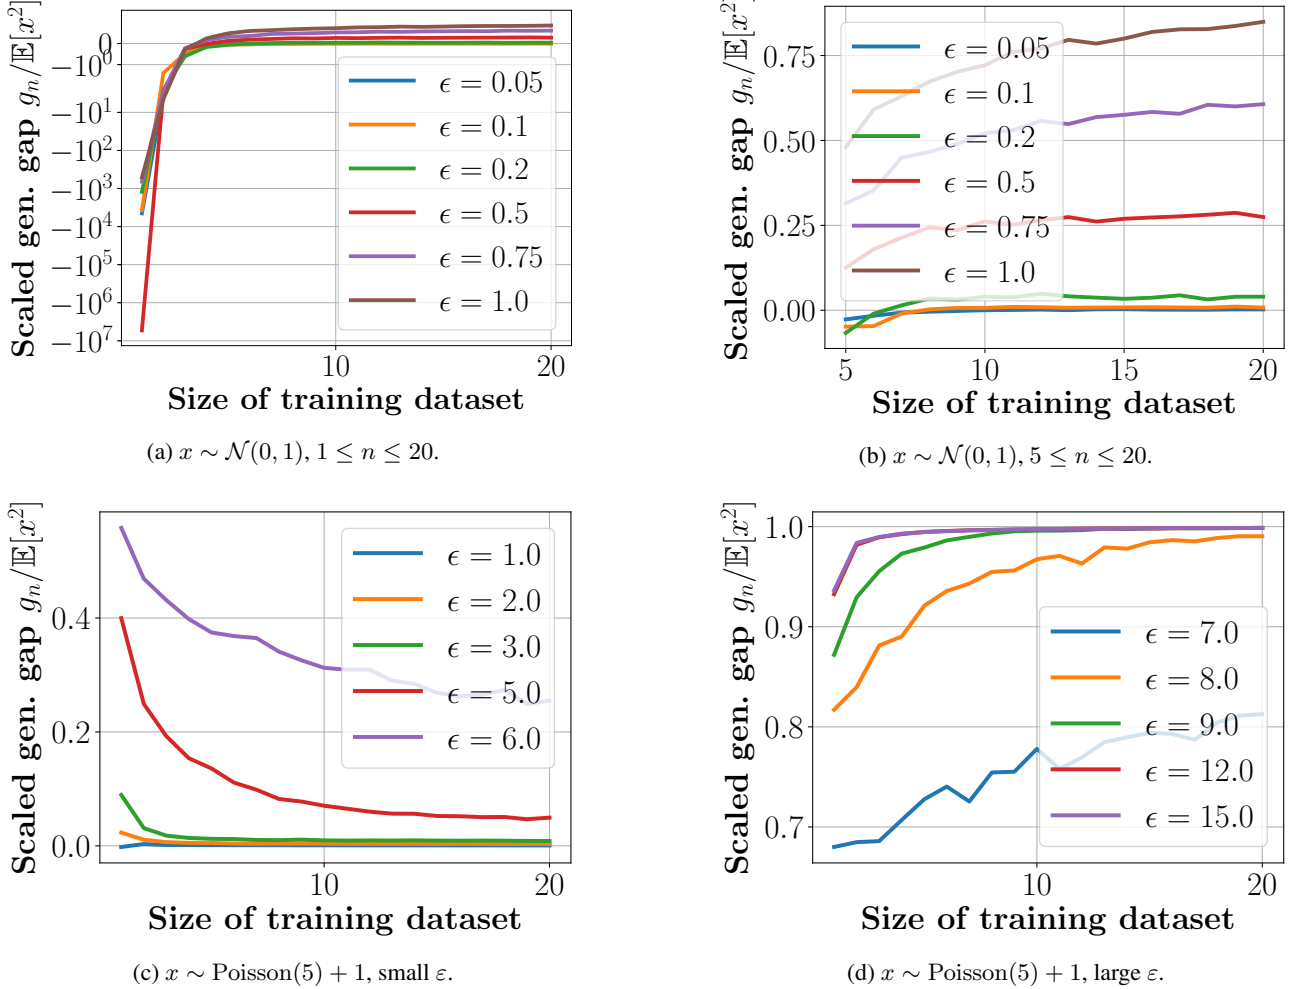 Scaled gen. gap g_n/𝔼[x²]
0
−10⁰
−10¹
−10²
−10³
−10⁴
−10⁵
−10⁶
−10⁷
ϵ = 0.05
ϵ = 0.1
ϵ = 0.2
ϵ = 0.5
ϵ = 0.75
ϵ = 1.0
10 20
Size of training dataset
(a) x ∼ 𝒩(0, 1), 1 ≤ n ≤ 20.
Scaled gen. gap g_n/𝔼[x²]
0.75
0.50
0.25
0.00
ϵ = 0.05
ϵ = 0.1
ϵ = 0.2
ϵ = 0.5
ϵ = 0.75
ϵ = 1.0
5 10 15 20
Size of training dataset
(b) x ∼ 𝒩(0, 1), 5 ≤ n ≤ 20.
Scaled gen. gap g_n/𝔼[x²]
0.4
0.2
0.0
ϵ = 1.0
ϵ = 2.0
ϵ = 3.0
ϵ = 5.0
ϵ = 6.0
10 20
Size of training dataset
(c) x ∼ Poisson(5) + 1, small ε.
Scaled gen. gap g_n/𝔼[x²]
1.0
0.9
0.8
0.7
ϵ = 7.0
ϵ = 8.0
ϵ = 9.0
ϵ = 12.0
ϵ = 15.0
10 20
Size of training dataset
(d) x ∼ Poisson(5) + 1, large ε.